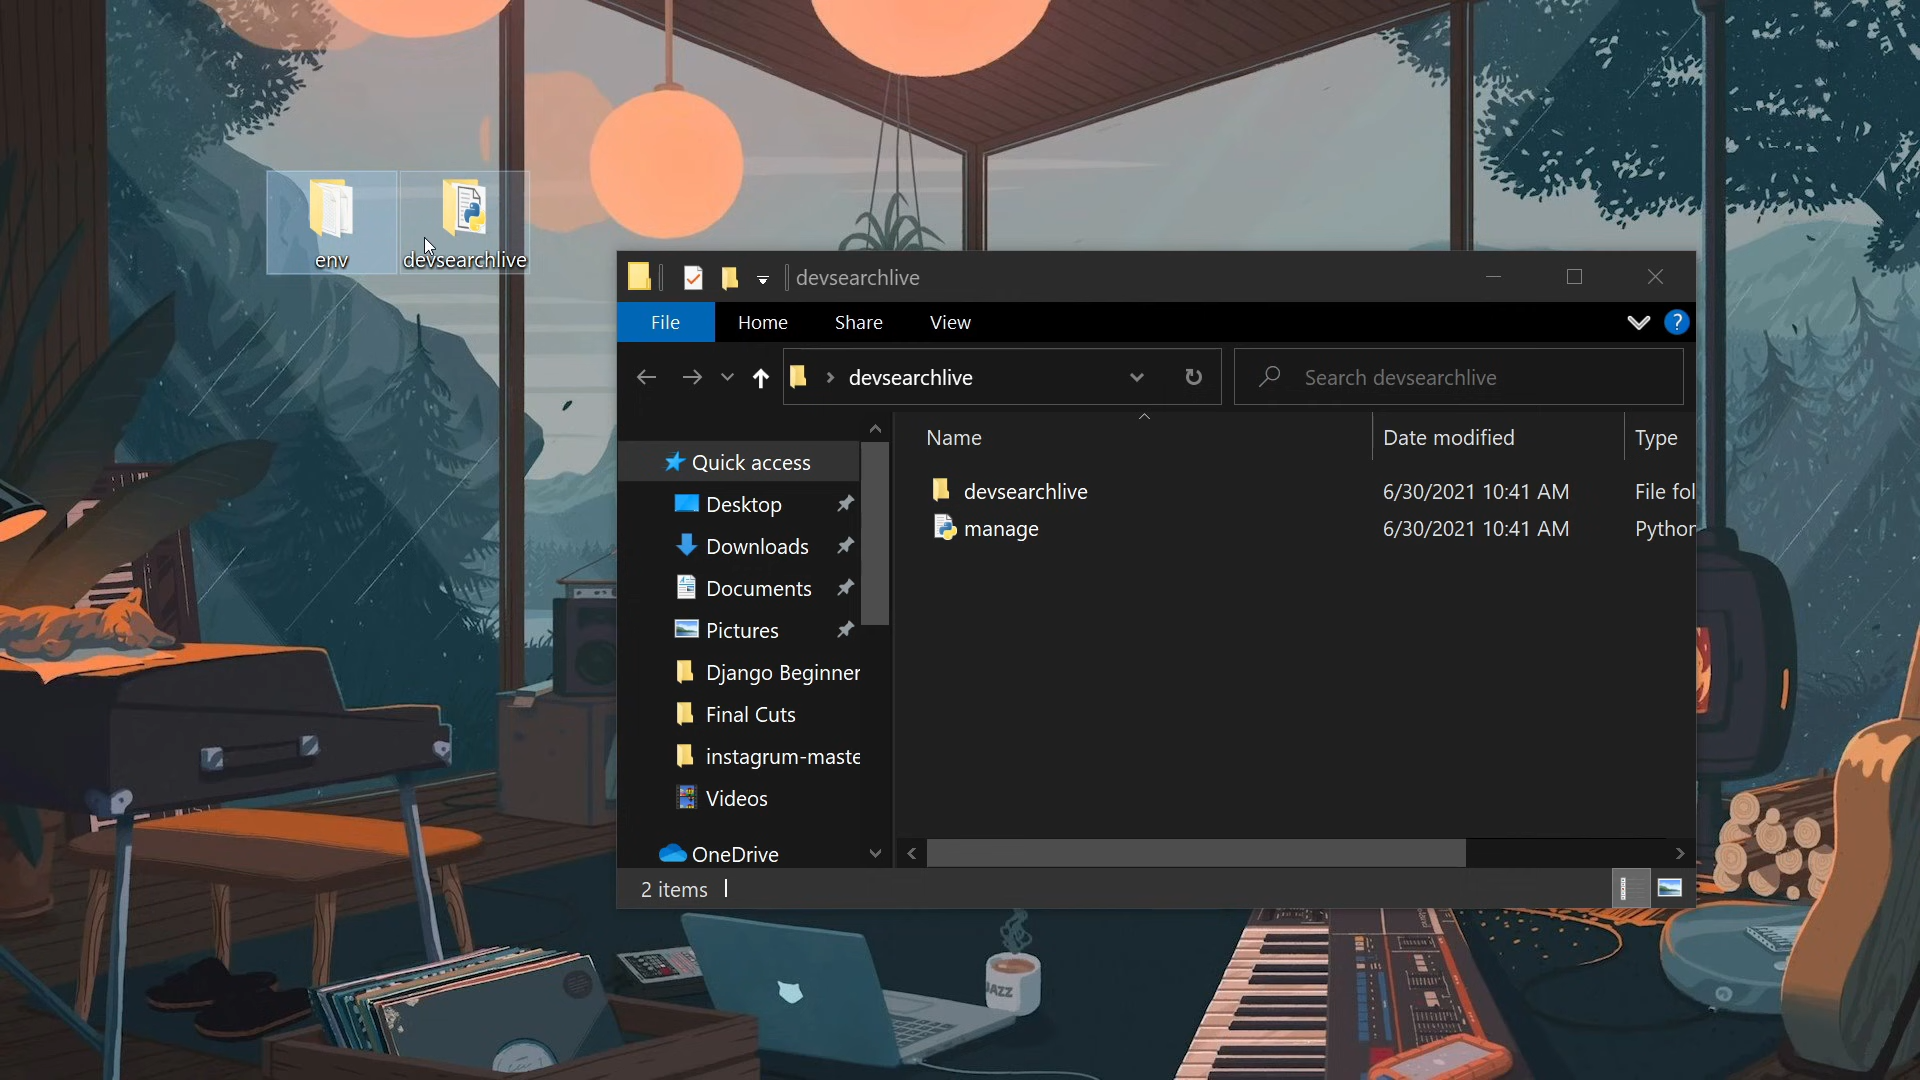 env
devsearchlive
devsearchlive
File
Home
Share
View
?
devsearchlive
Search devsearchlive
Name
Date modified
Type
Quick access
Desktop
Downloads
Documents
Pictures
Django Beginner
Final Cuts
instagrum-maste
Videos
OneDrive
devsearchlive
6/30/2021 10:41 AM
File fol
manage
6/30/2021 10:41 AM
Python
2 items
JAZZ